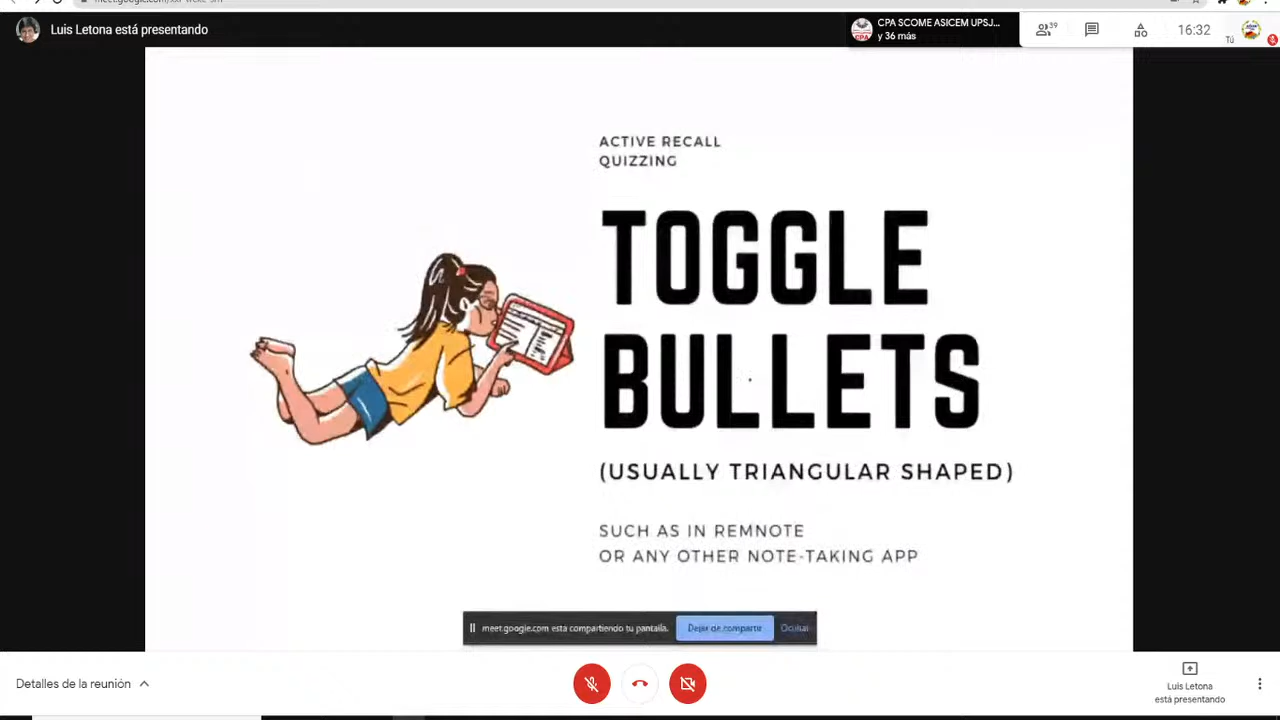 Luis Letona está presentando
CPA SCOME ASICEM UPSJ...
y 36 más
39
16:32
Tú
ACTIVE RECALL
QUIZZING
TOGGLE
BULLETS
(USUALLY TRIANGULAR SHAPED)
SUCH AS IN REMNOTE
OR ANY OTHER NOTE-TAKING APP
meet.google.com está compartiendo tu pantalla.
Dejar de compartir
Ocultar
Detalles de la reunión
Luis Letona
está presentando